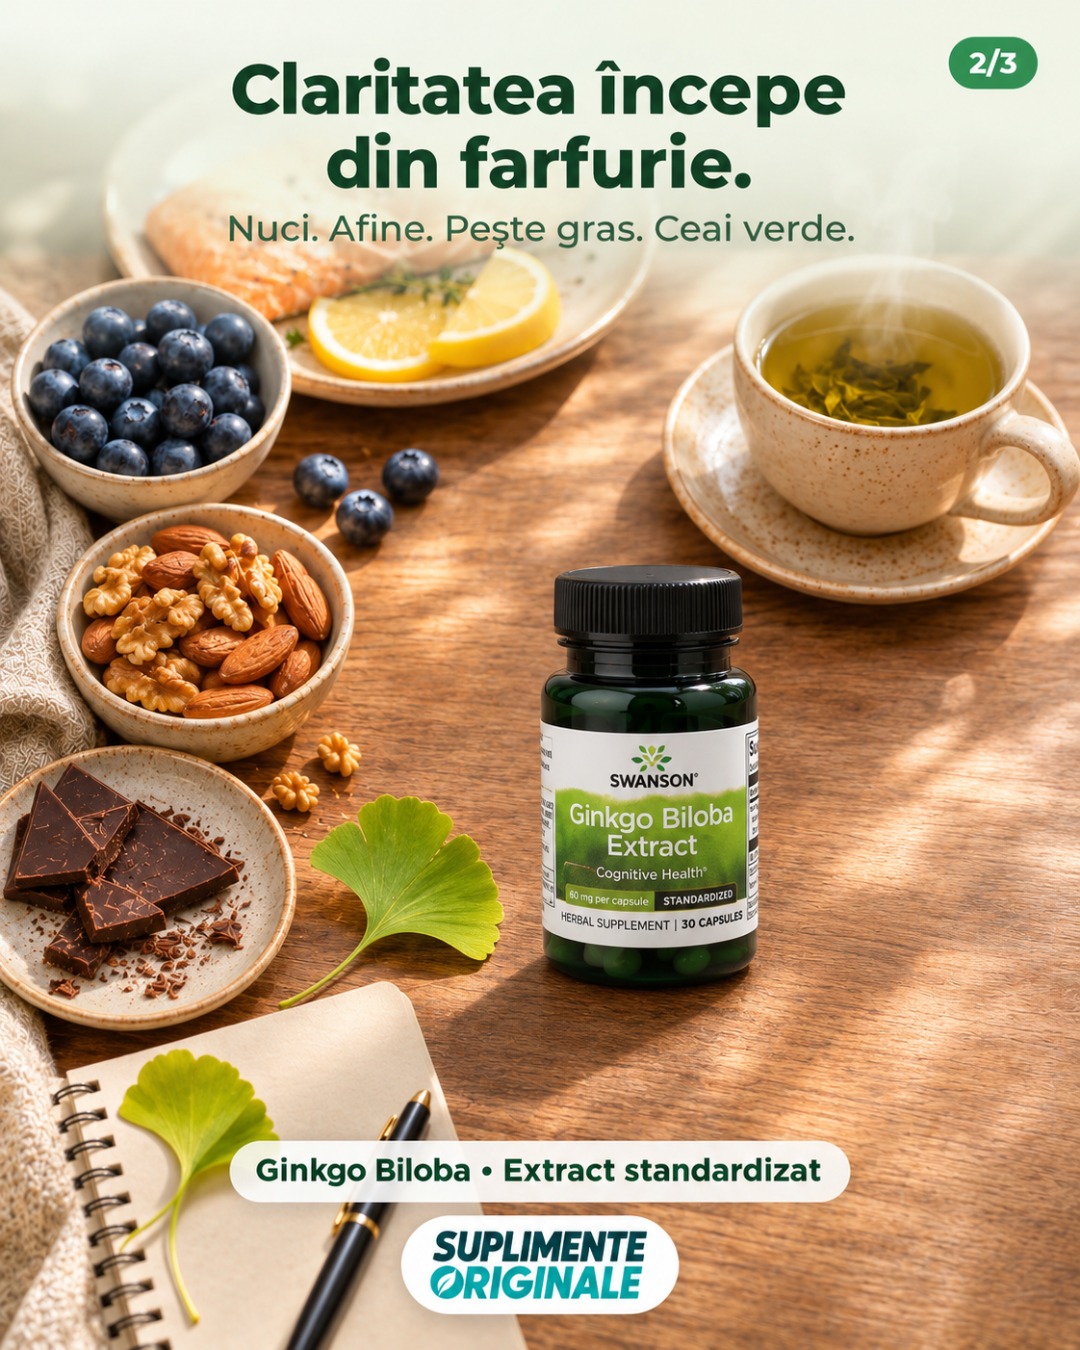 2/3
Claritatea începe
din farfurie.
Nuci. Afine. Peşte gras. Ceai verde.
SWANSON®
Ginkgo Biloba
Extract
Cognitive Health®
60 mg per capsule STANDARDIZED
HERBAL SUPPLEMENT | 30 CAPSULES
Ginkgo Biloba • Extract standardizat
SUPLIMENTE
ORIGINALE